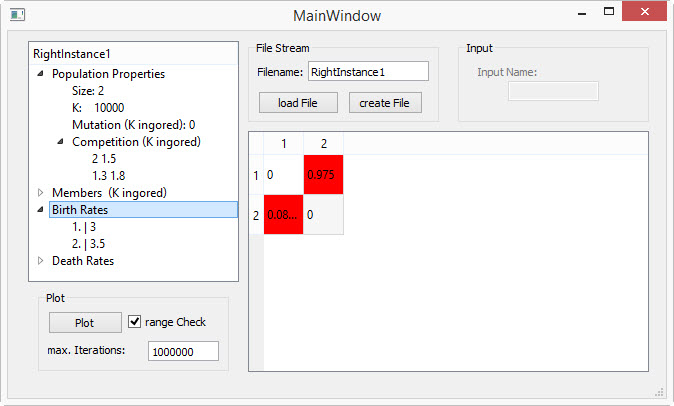 MainWindow
RightInstance1
Population Properties
Size: 2
K: 10000
Mutation (K ingored): 0
Competition (K ingored)
2 1.5
1.3 1.8
Members (K ingored)
Birth Rates
1. | 3
2. | 3.5
Death Rates
Plot
Plot
range Check
max. Iterations:
1000000
File Stream
Filename:
RightInstance1
load File
create File
Input
Input Name:
1 2
1 0 0.975
2 0.08... 0